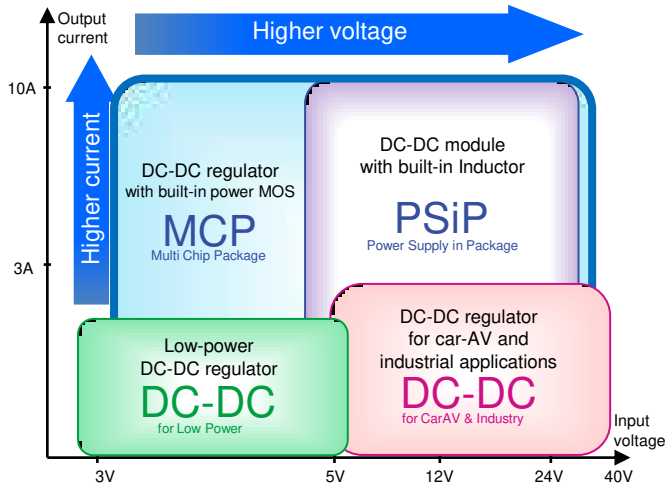 Output
current
Higher voltage
10A
Higher current
3A
DC-DC regulator
with built-in power MOS
MCP
Multi Chip Package
DC-DC module
with built-in Inductor
PSiP
Power Supply in Package
Low-power
DC-DC regulator
DC-DC
for Low Power
DC-DC regulator
for car-AV and
industrial applications
DC-DC
for CarAV & Industry
Input
voltage
3V
5V
12V
24V
40V